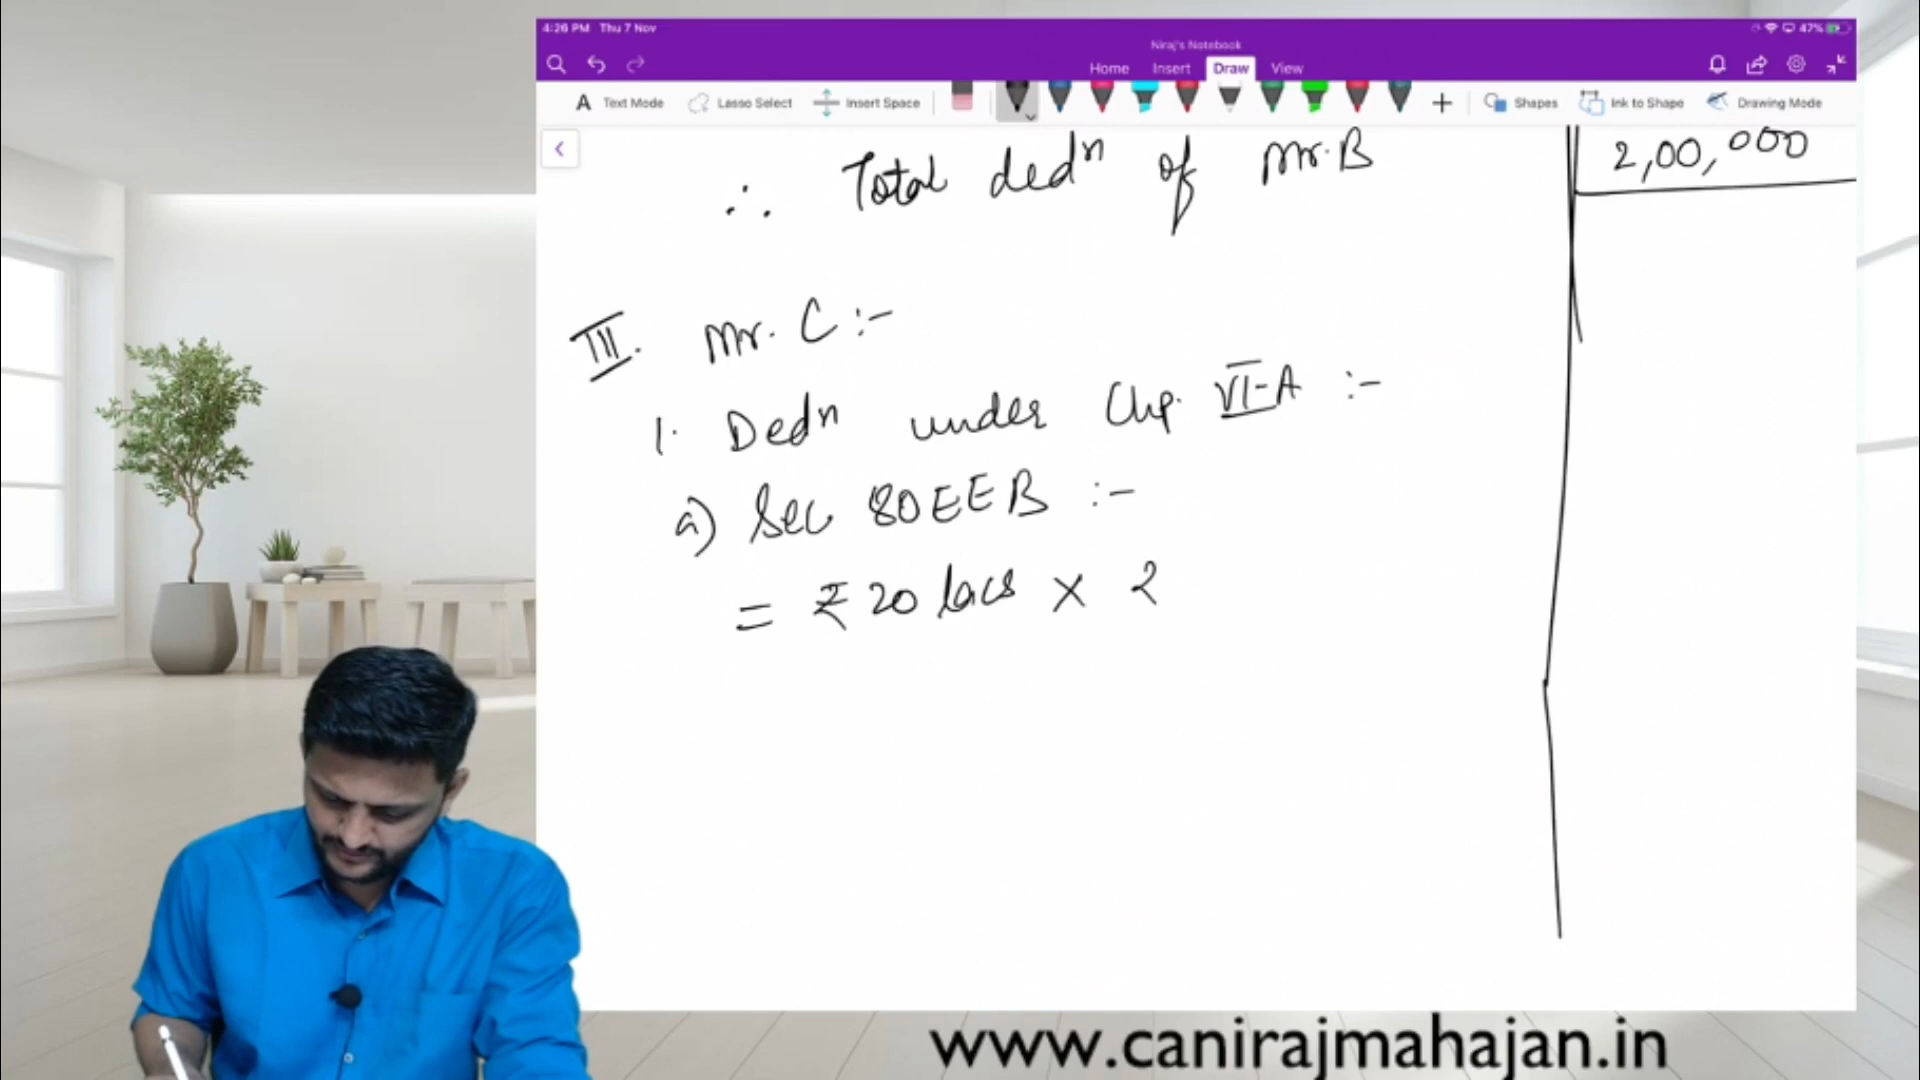 4:26 PM Thu 7 Nov
47%
Niraj's Notebook
Home Insert Draw View
A Text Mode Lasso Select Insert Space + Shapes Ink to Shape Drawing Mode
∴ Total dedⁿ of Mr. B 2,00,000
III. Mr. C :-
1. Dedⁿ under Chp. VI-A :-
a) Sec 80EEB :-
= ₹ 20 lacs × 2
www.canirajmahajan.in